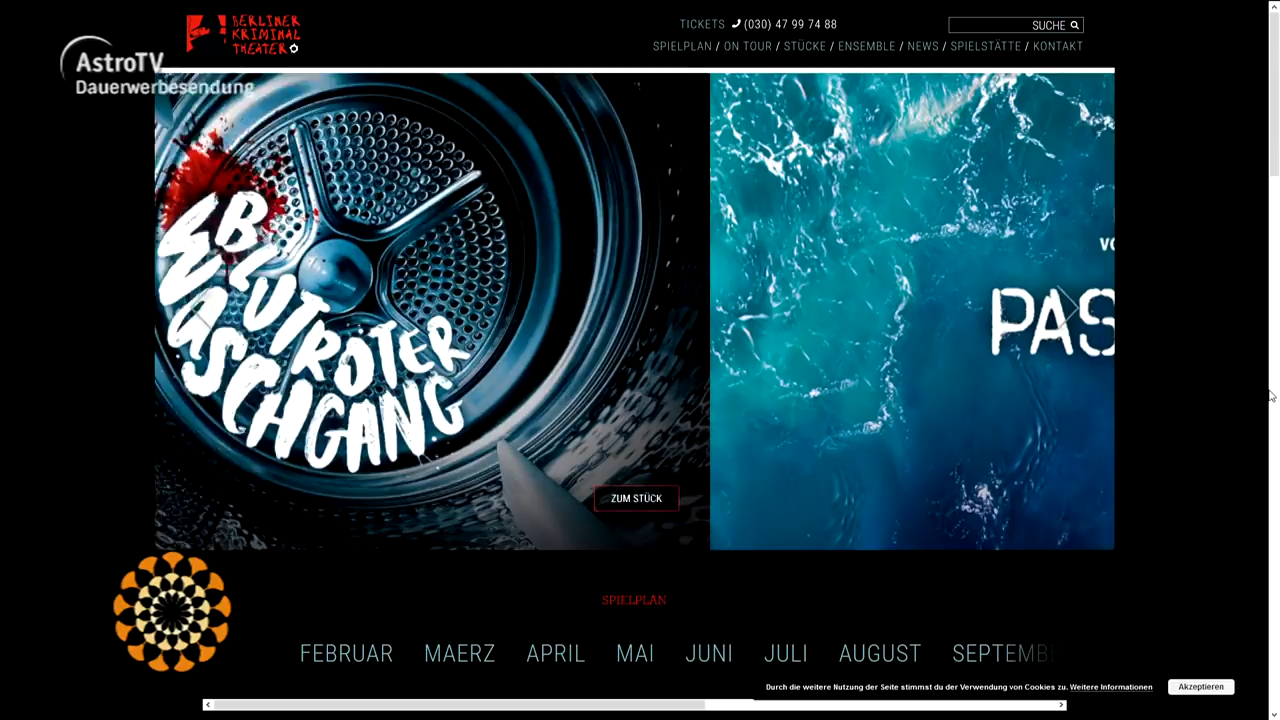 BERLINER
KRIMINAL
THEATER
TICKETS (030) 47 99 74 88
SUCHE
SPIELPLAN / ON TOUR / STÜCKE / ENSEMBLE / NEWS / SPIELSTÄTTE / KONTAKT
AstroTV
Dauerwerbesendung
BLUTROTER
WASCHGANG
VO
PAS
ZUM STÜCK
SPIELPLAN
FEBRUAR MAERZ APRIL MAI JUNI JULI AUGUST SEPTEMB
Durch die weitere Nutzung der Seite stimmst du der Verwendung von Cookies zu. Weitere Informationen
Akzeptieren